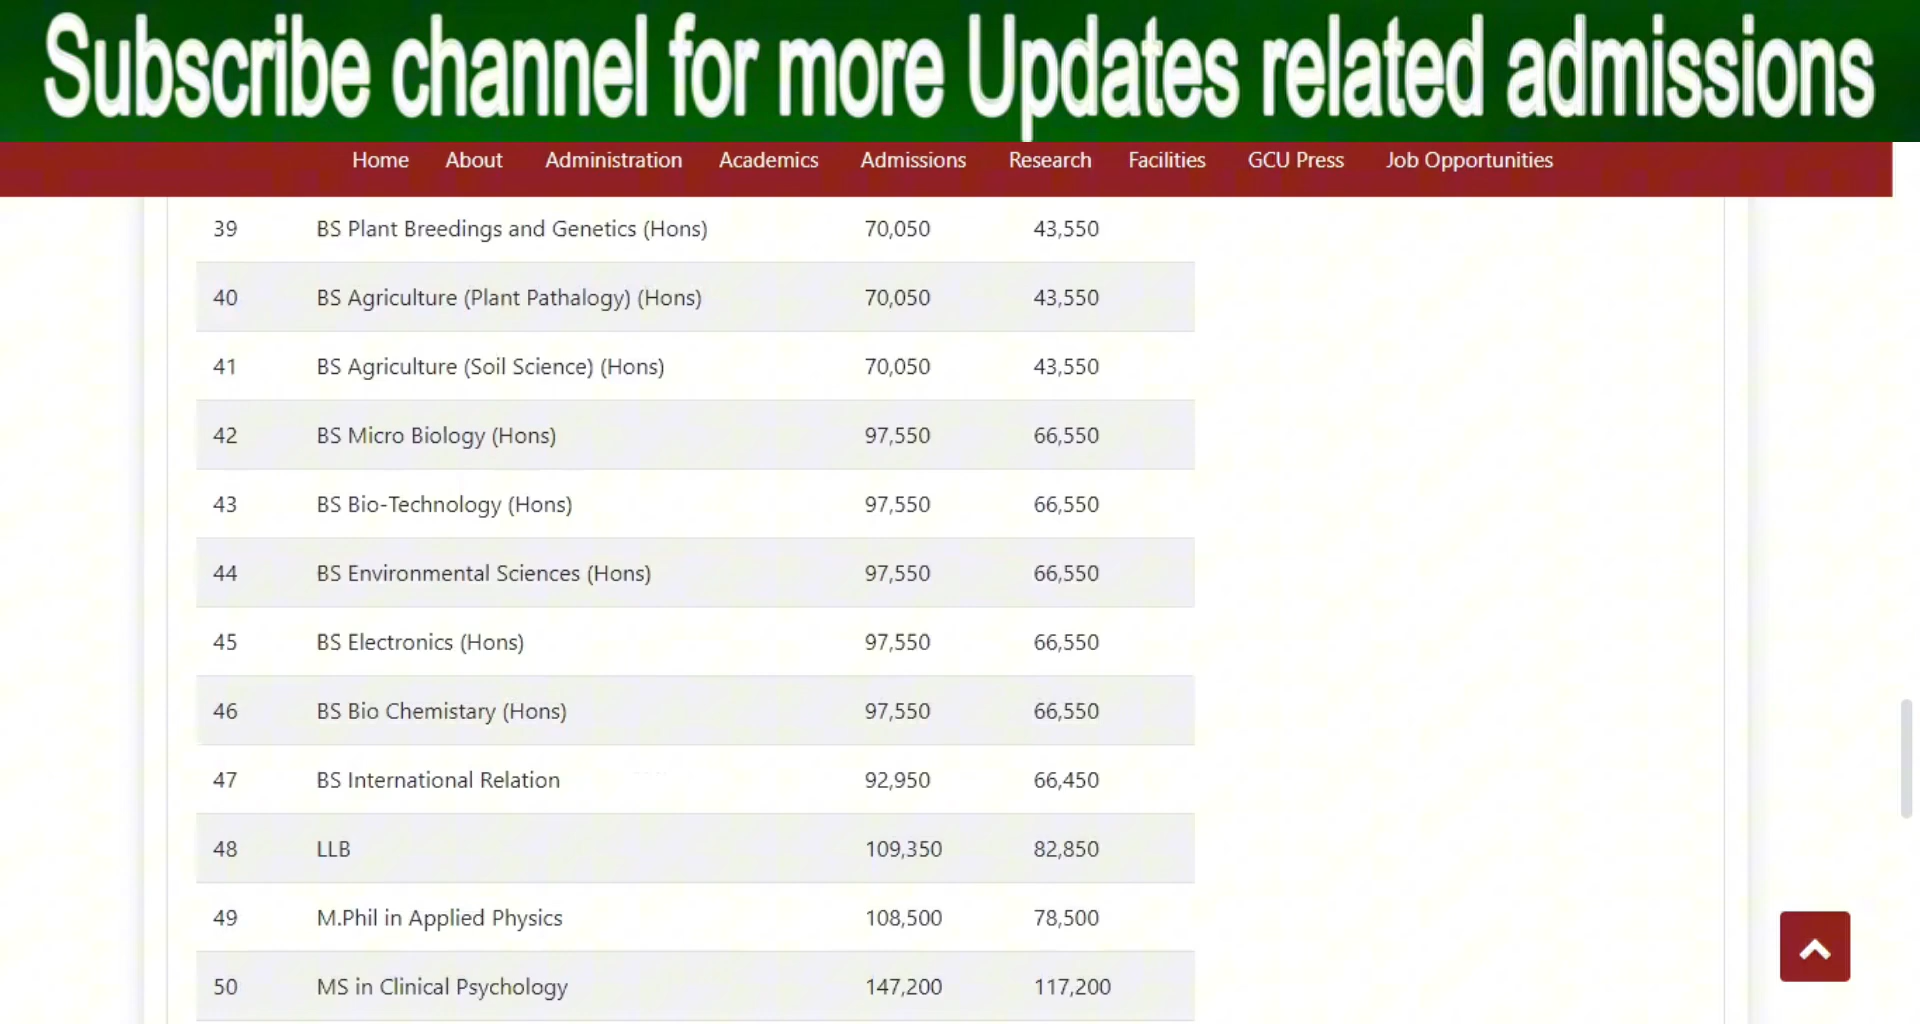 Subscribe channel for more Updates related admissions
Home About Administration Academics Admissions Research Facilities GCU Press Job Opportunities
39 BS Plant Breedings and Genetics (Hons) 70,050 43,550
40 BS Agriculture (Plant Pathalogy) (Hons) 70,050 43,550
41 BS Agriculture (Soil Science) (Hons) 70,050 43,550
42 BS Micro Biology (Hons) 97,550 66,550
43 BS Bio-Technology (Hons) 97,550 66,550
44 BS Environmental Sciences (Hons) 97,550 66,550
45 BS Electronics (Hons) 97,550 66,550
46 BS Bio Chemistary (Hons) 97,550 66,550
47 BS International Relation 92,950 66,450
48 LLB 109,350 82,850
49 M.Phil in Applied Physics 108,500 78,500
50 MS in Clinical Psychology 147,200 117,200